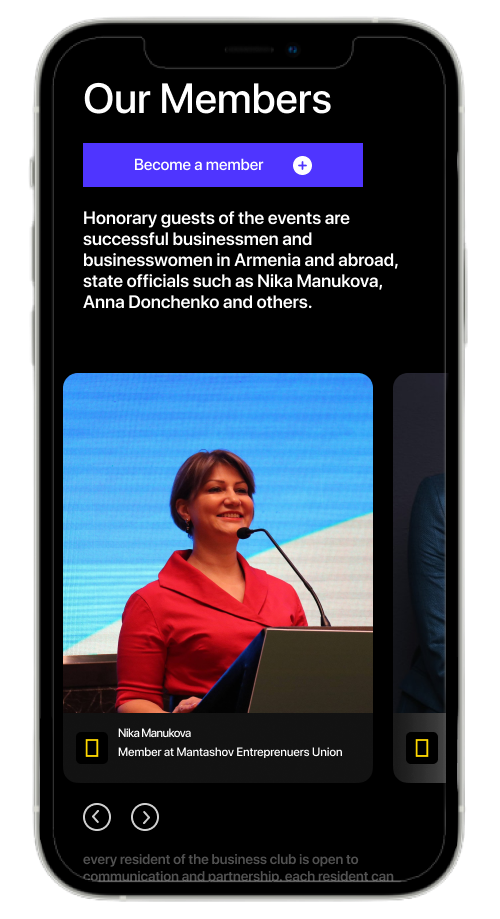 Our Members
Become a member
Honorary guests of the events are
successful businessmen and
businesswomen in Armenia and abroad,
state officials such as Nika Manukova,
Anna Donchenko and others.
Nika Manukova
Member at Mantashov Entreprenuers Union
every resident of the business club is open to
communication and partnership, each resident can